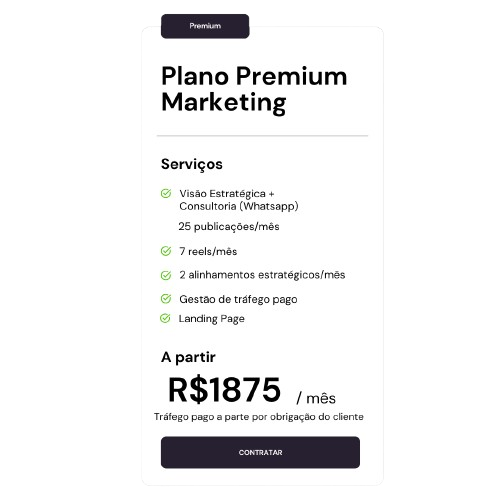 Premium
Plano Premium
Marketing
Serviços
Visão Estratégica +
Consultoria (Whatsapp)
25 publicações/mês
7 reels/mês
2 alinhamentos estratégicos/mês
Gestão de tráfego pago
Landing Page
A partir
R$1875 / mês
Tráfego pago a parte por obrigação do cliente
CONTRATAR